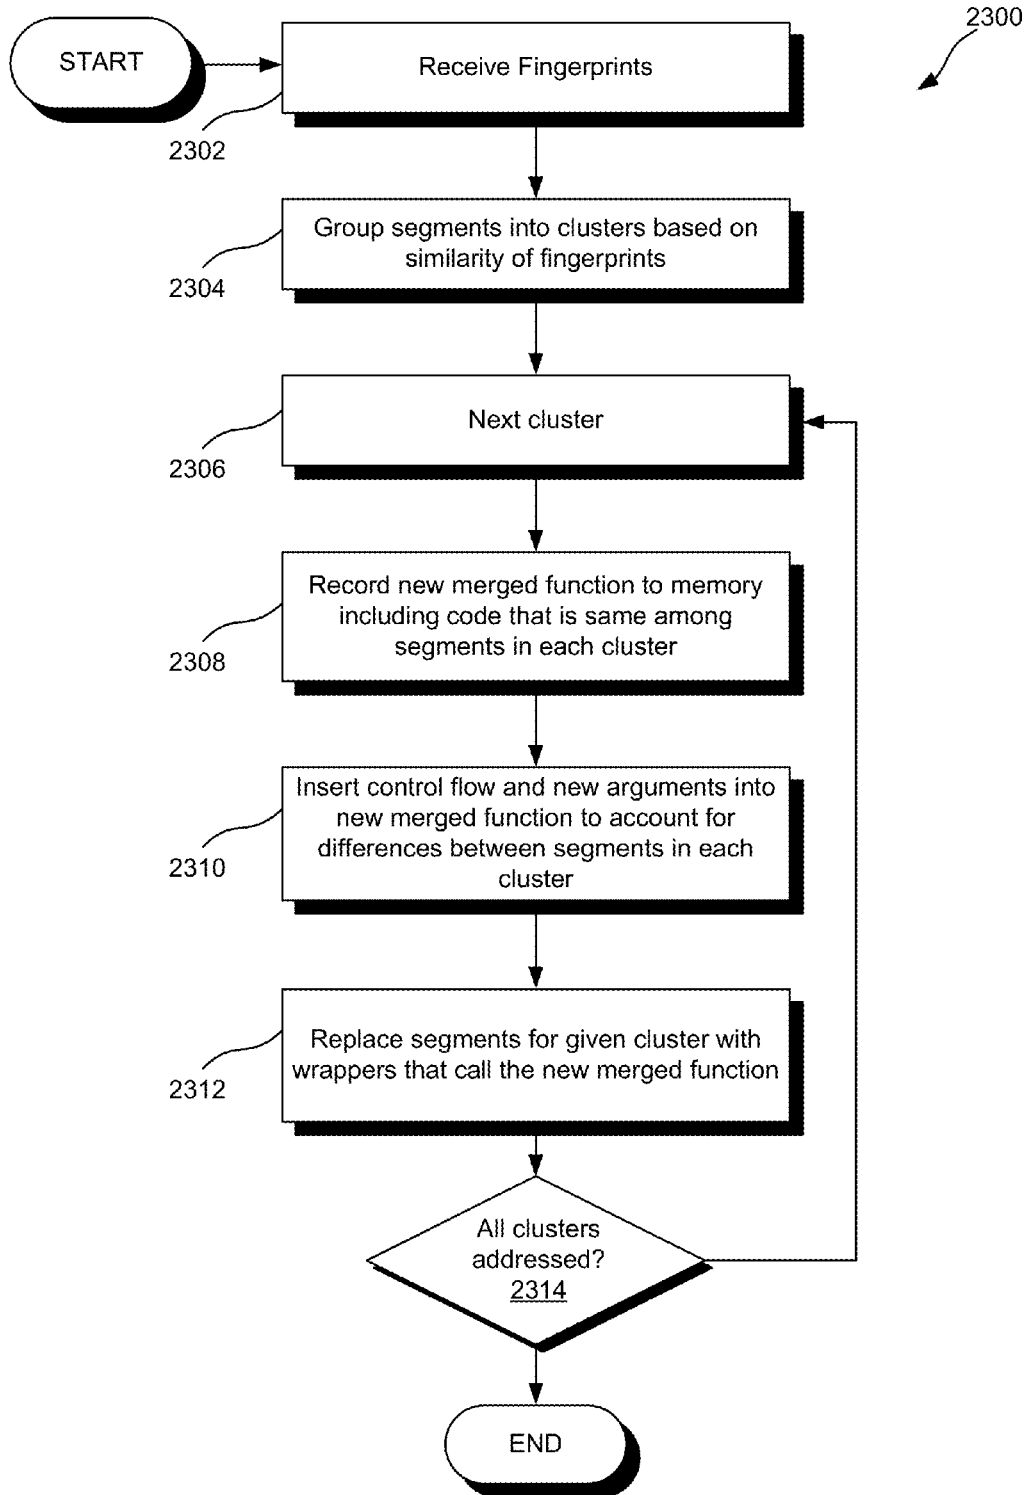 2300
START
Receive Fingerprints
2302
Group segments into clusters based on
similarity of fingerprints
2304
Next cluster
2306
Record new merged function to memory
including code that is same among
segments in each cluster
2308
Insert control flow and new arguments into
new merged function to account for
differences between segments in each
cluster
2310
Replace segments for given cluster with
wrappers that call the new merged function
2312
All clusters
addressed?
2314
END